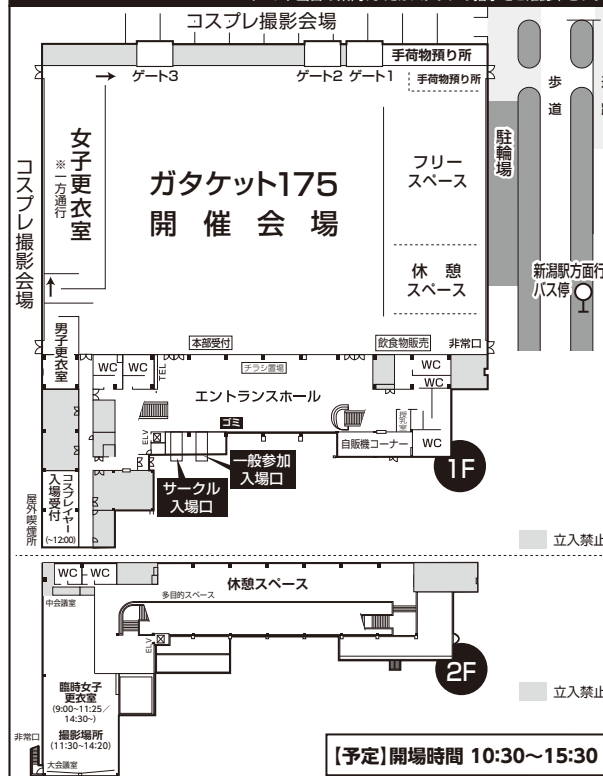 コスプレ撮影会場
手荷物預り所
ゲート3
ゲート2
ゲート1
手荷物預り所
歩道
女子更衣室
※一方通行
コスプレ撮影会場
ガタケット175
開催会場
フリー
スペース
駐輪場
休憩
スペース
新潟駅方面行
バス停
本部受付
飲食物販売
非常口
男子更衣室
WC
WC
TEL
チラシ置場
WC
WC
エントランスホール
ゴミ
授乳室
ELV
自販機コーナー
WC
一般参加
入場口
サークル
入場口
1F
コスプレイヤー
入場受付
(~12:00)
屋外喫煙所
立入禁止
WC
WC
休憩スペース
多目的スペース
中会議室
ELV
2F
臨時女子
更衣室
(9:00~11:25/
14:30~)
撮影場所
(11:30~14:20)
非常口
大会議室
立入禁止
【予定】開場時間 10:30~15:30